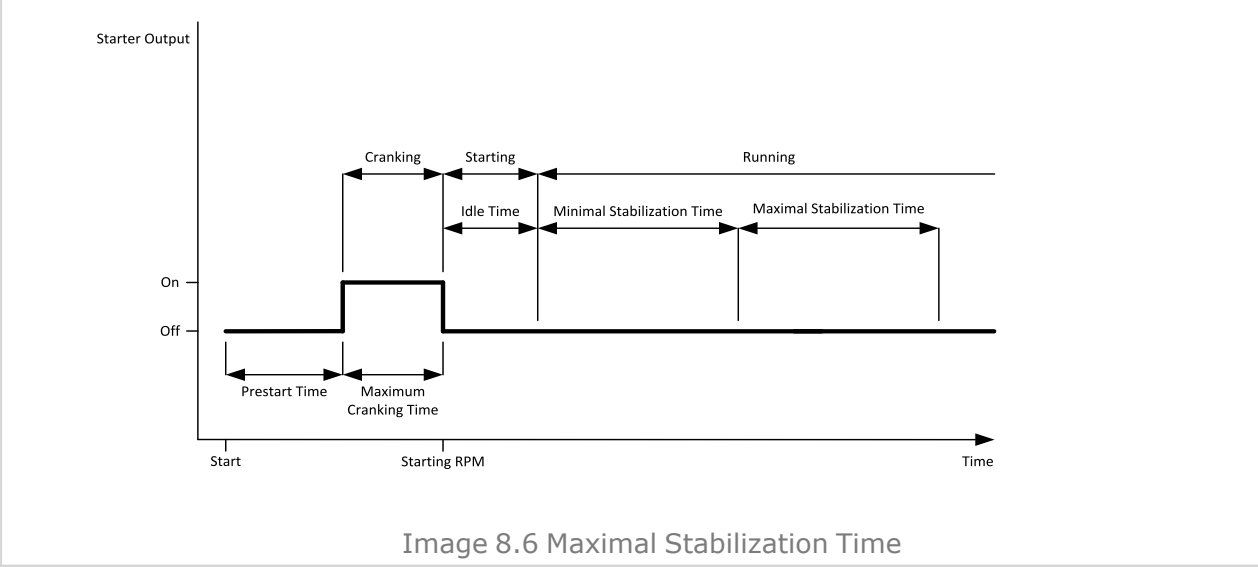 Starter Output
Cranking
Starting
Running
Idle Time
Minimal Stabilization Time
Maximal Stabilization Time
On
Off
Prestart Time
Maximum
Cranking Time
Start
Starting RPM
Time
Image 8.6 Maximal Stabilization Time